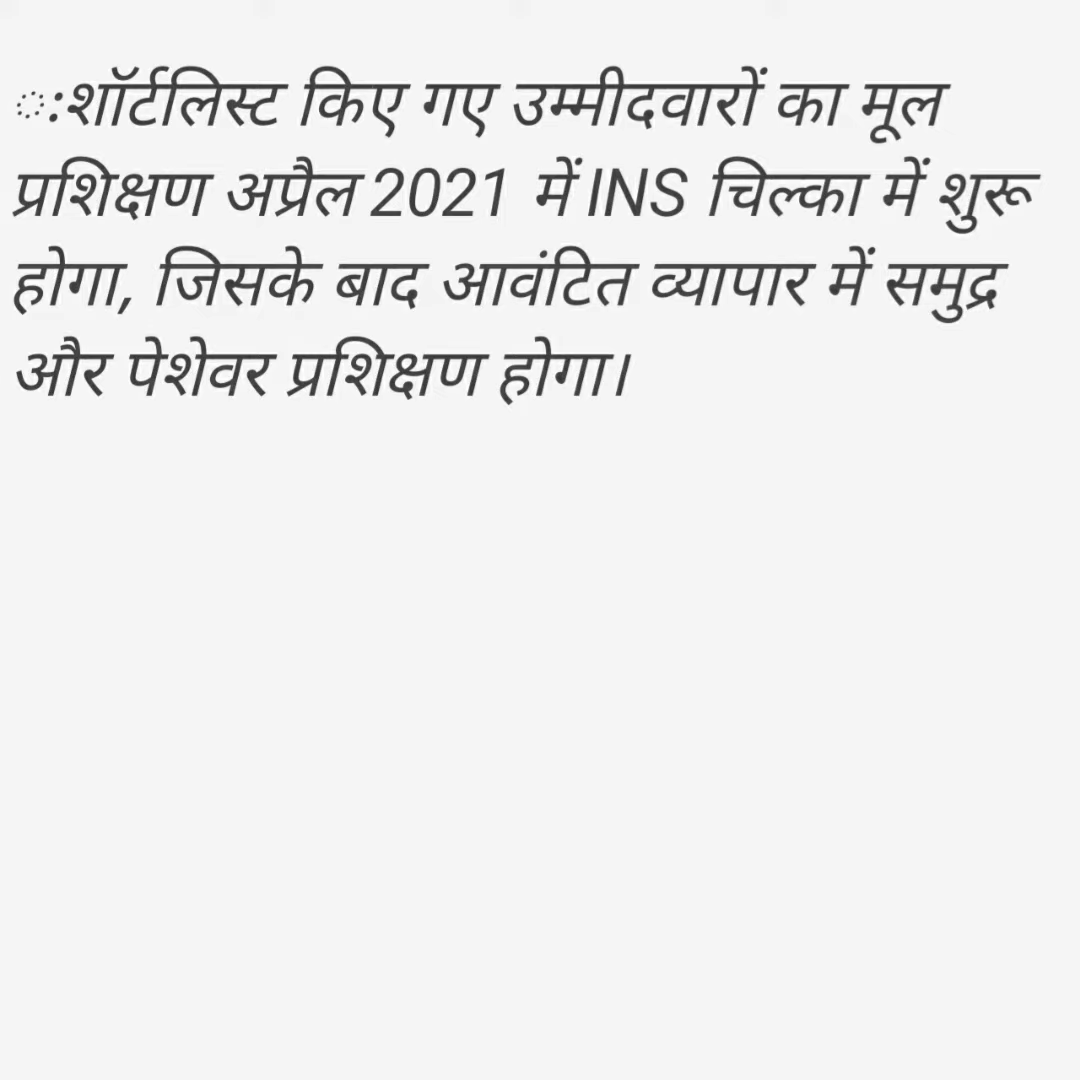 ः शॉर्टलिस्ट किए गए उम्मीदवारों का मूल
प्रशिक्षण अप्रैल 2021 में INS चिल्का में शुरू
होगा, जिसके बाद आवंटित व्यापार में समुद्र
और पेशेवर प्रशिक्षण होगा।